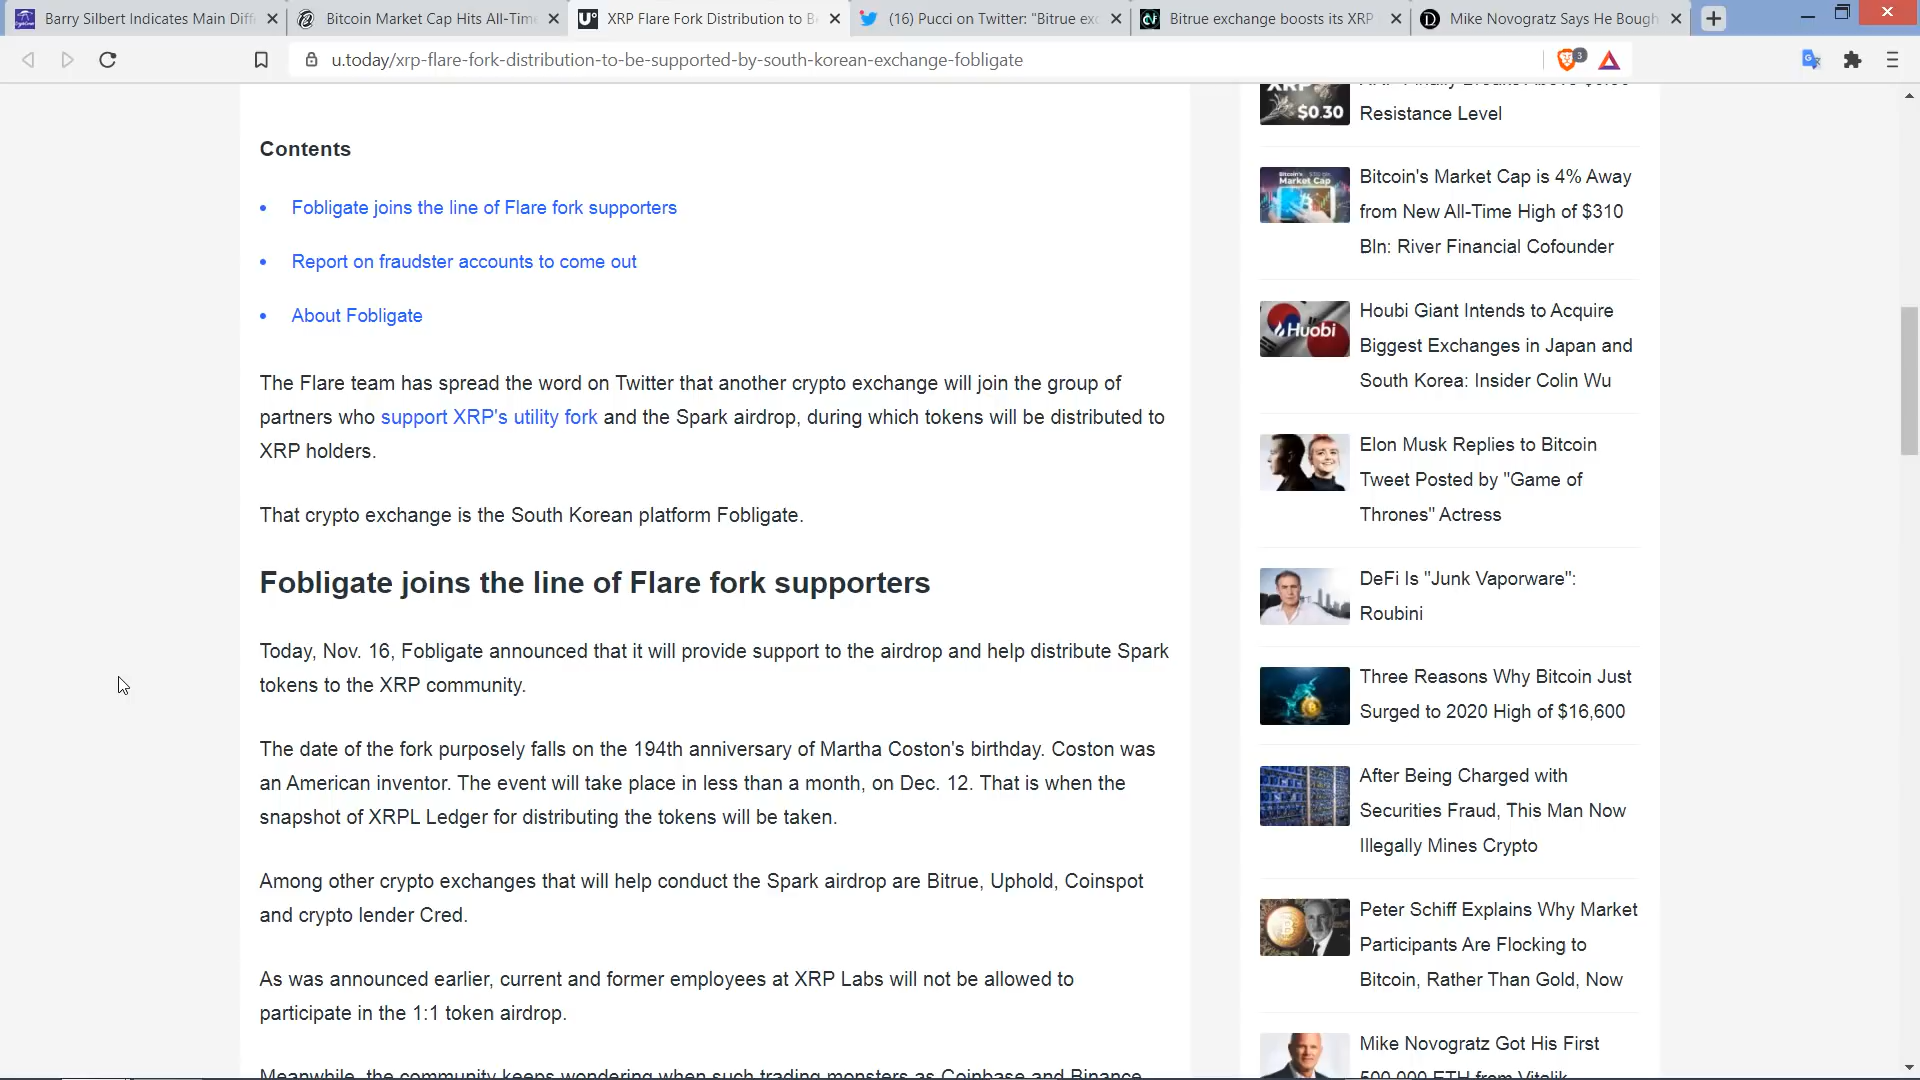 Barry Silbert Indicates Main Diff
Bitcoin Market Cap Hits All-Time
XRP Flare Fork Distribution to Be
(16) Pucci on Twitter: "Bitrue exc
Bitrue exchange boosts its XRP
Mike Novogratz Says He Bough
u.today/xrp-flare-fork-distribution-to-be-supported-by-south-korean-exchange-fobligate
3
Contents
Fobligate joins the line of Flare fork supporters
Report on fraudster accounts to come out
About Fobligate
The Flare team has spread the word on Twitter that another crypto exchange will join the group of
partners who support XRP's utility fork and the Spark airdrop, during which tokens will be distributed to
XRP holders.
That crypto exchange is the South Korean platform Fobligate.
Fobligate joins the line of Flare fork supporters
Today, Nov. 16, Fobligate announced that it will provide support to the airdrop and help distribute Spark
tokens to the XRP community.
The date of the fork purposely falls on the 194th anniversary of Martha Coston's birthday. Coston was
an American inventor. The event will take place in less than a month, on Dec. 12. That is when the
snapshot of XRPL Ledger for distributing the tokens will be taken.
Among other crypto exchanges that will help conduct the Spark airdrop are Bitrue, Uphold, Coinspot
and crypto lender Cred.
As was announced earlier, current and former employees at XRP Labs will not be allowed to
participate in the 1:1 token airdrop.
Meanwhile, the community keeps wondering when such trading monsters as Coinbase and Binance
XRP
$0.30
Resistance Level
Bitcoin's
Market Cap
Bitcoin's Market Cap is 4% Away
from New All-Time High of $310
Bln: River Financial Cofounder
Huobi
Houbi Giant Intends to Acquire
Biggest Exchanges in Japan and
South Korea: Insider Colin Wu
Elon Musk Replies to Bitcoin
Tweet Posted by "Game of
Thrones" Actress
DeFi Is "Junk Vaporware":
Roubini
Three Reasons Why Bitcoin Just
Surged to 2020 High of $16,600
After Being Charged with
Securities Fraud, This Man Now
Illegally Mines Crypto
Peter Schiff Explains Why Market
Participants Are Flocking to
Bitcoin, Rather Than Gold, Now
Mike Novogratz Got His First
500,000 ETH from Vitalik